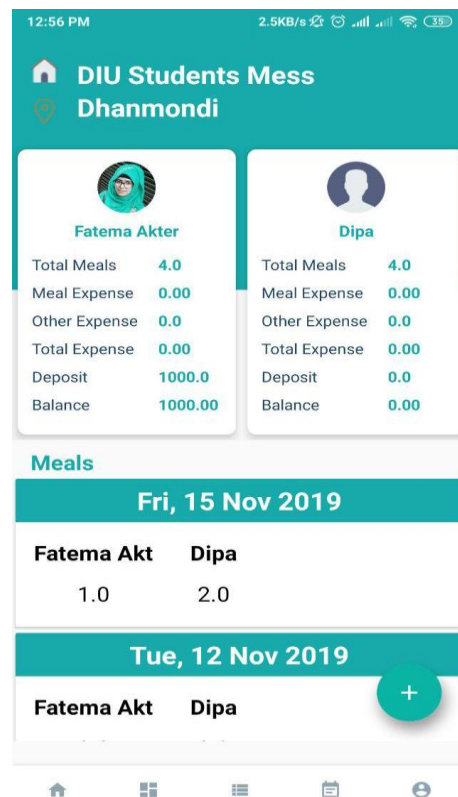 12:56 PM 2.5KB/s 35
DIU Students Mess
Dhanmondi
Fatema Akter
Total Meals 4.0
Meal Expense 0.00
Other Expense 0.0
Total Expense 0.00
Deposit 1000.0
Balance 1000.00
Dipa
Total Meals 4.0
Meal Expense 0.00
Other Expense 0.0
Total Expense 0.00
Deposit 0.0
Balance 0.00
Meals
Fri, 15 Nov 2019
Fatema Akt Dipa
1.0 2.0
Tue, 12 Nov 2019
Fatema Akt Dipa
+